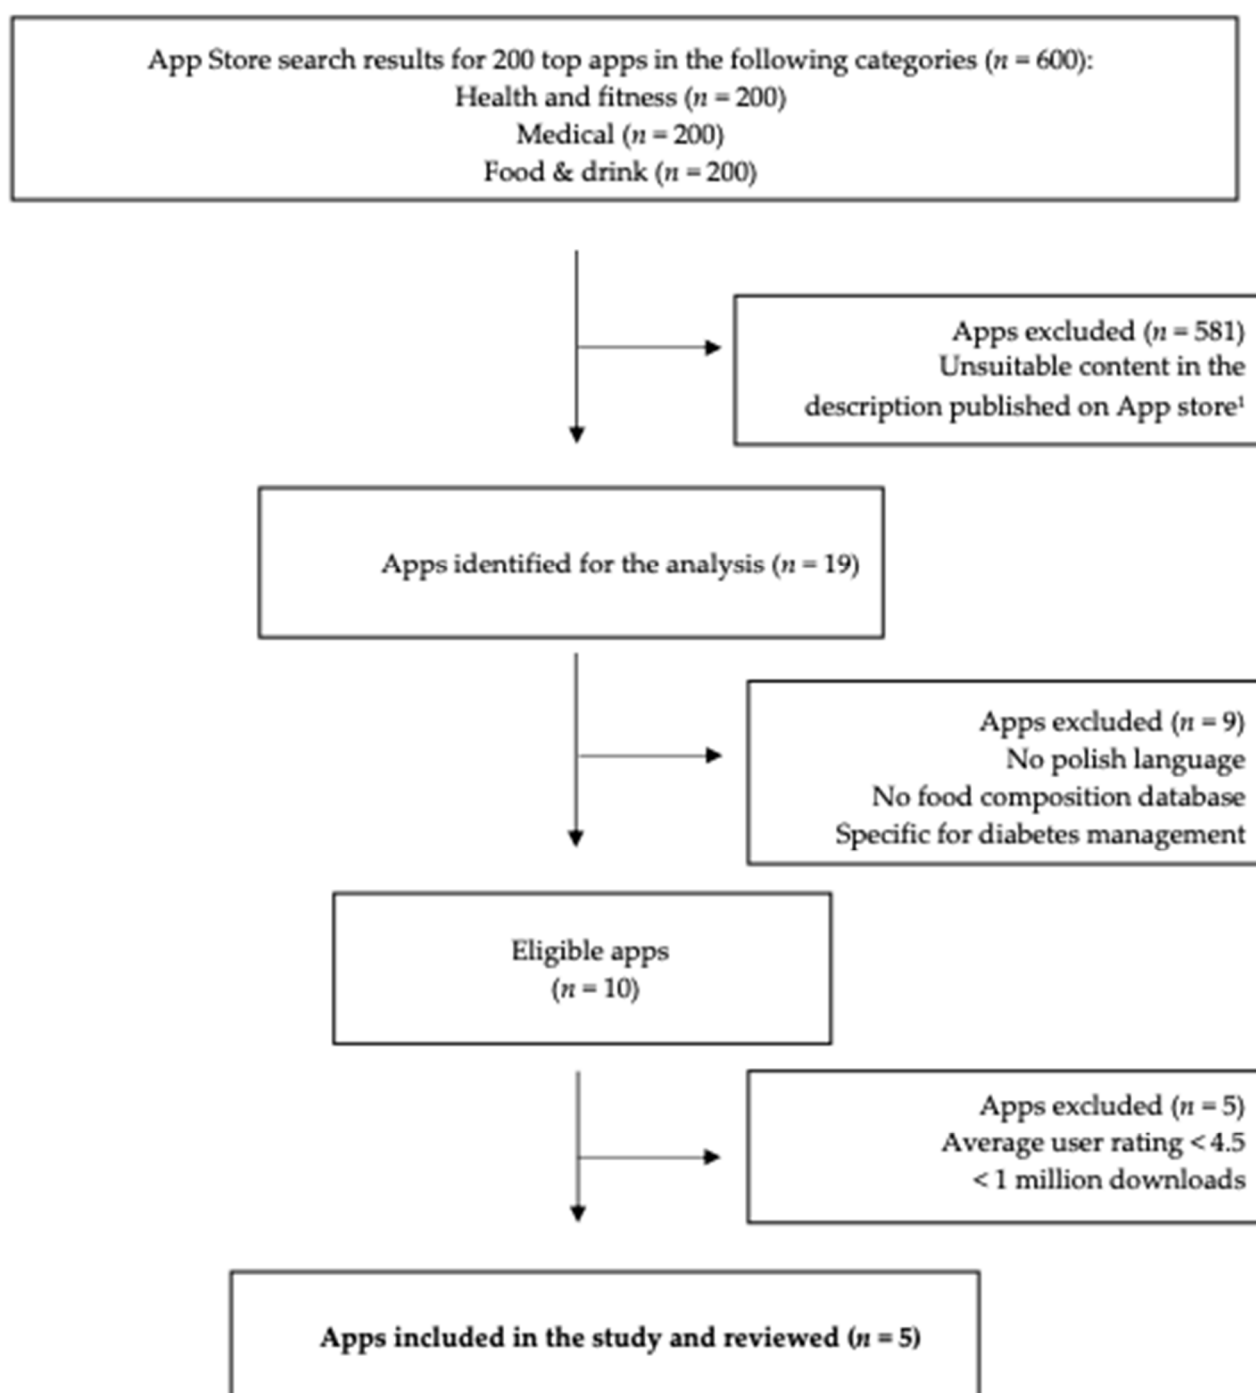 App Store search results for 200 top apps in the following categories (n = 600):
Health and fitness (n = 200)
Medical (n = 200)
Food & drink (n = 200)
Apps excluded (n = 581)
Unsuitable content in the
description published on App store¹
Apps identified for the analysis (n = 19)
Apps excluded (n = 9)
No polish language
No food composition database
Specific for diabetes management
Eligible apps
(n = 10)
Apps excluded (n = 5)
Average user rating < 4.5
< 1 million downloads
Apps included in the study and reviewed (n = 5)